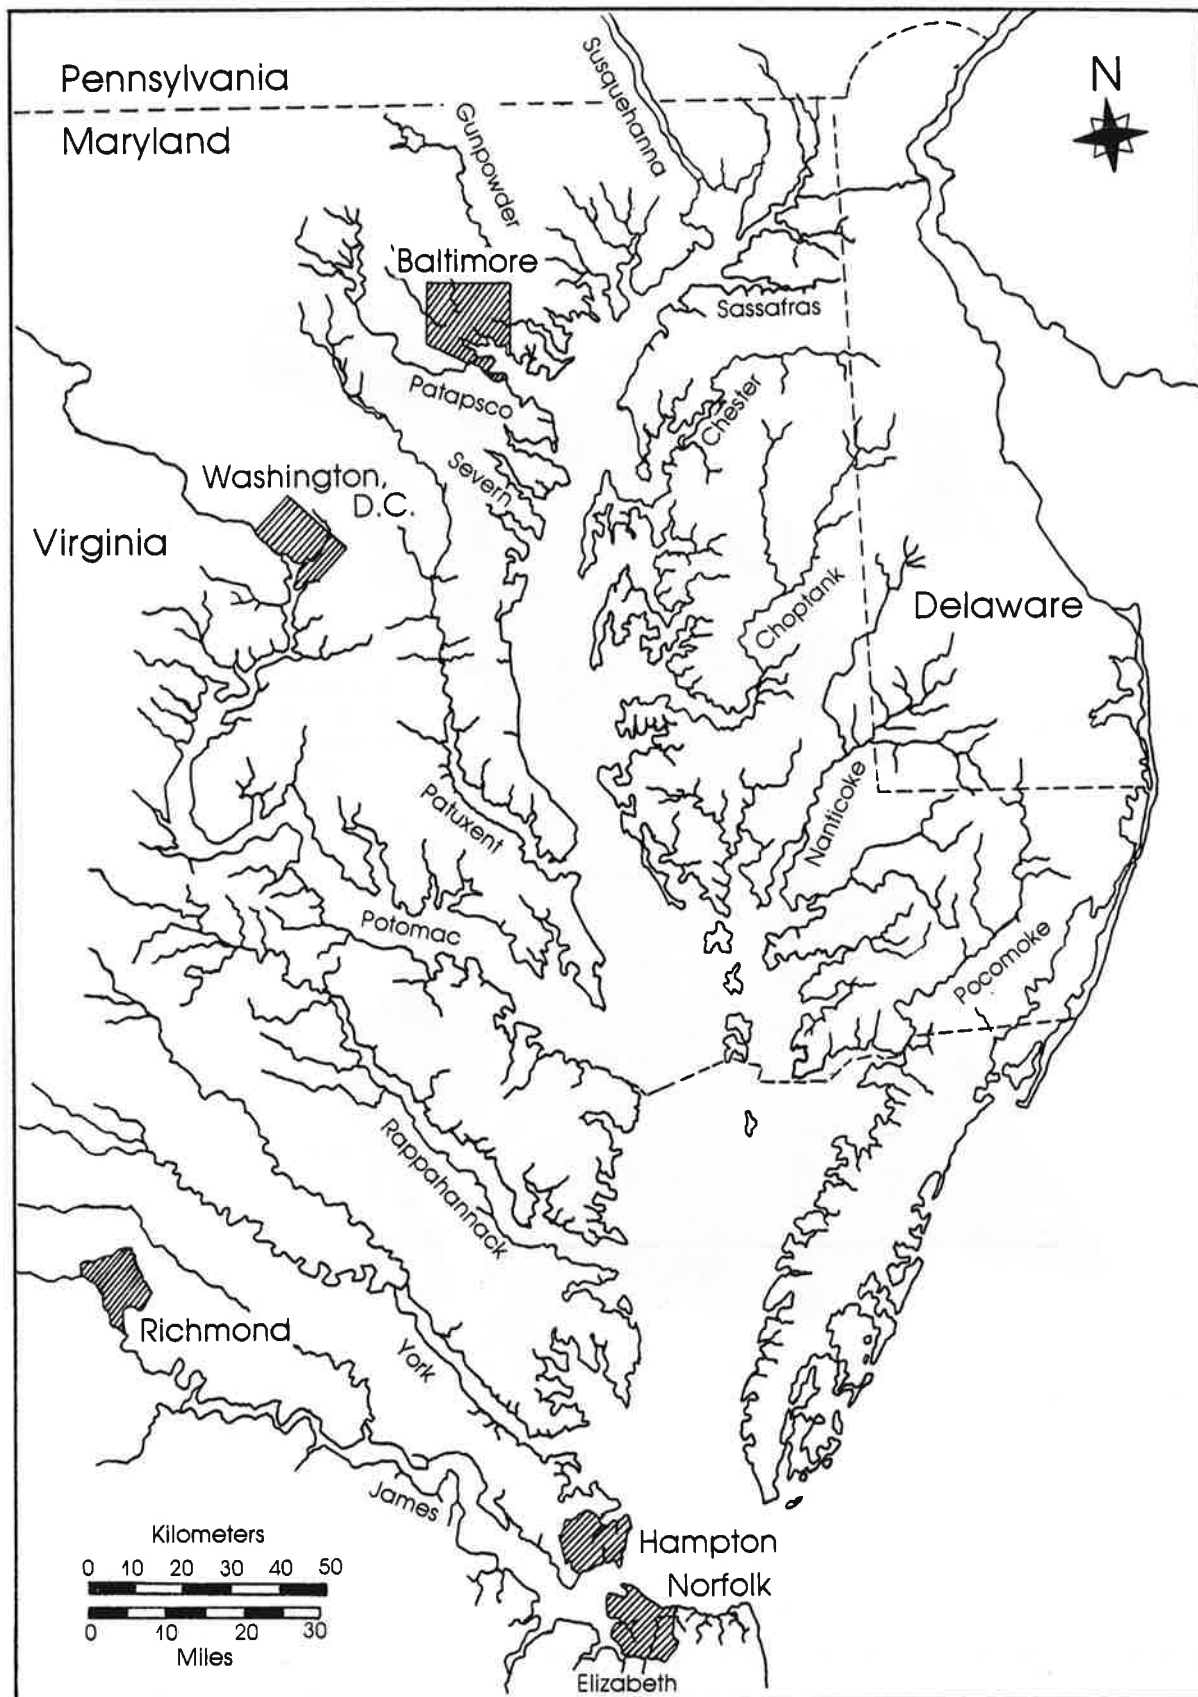 Pennsylvania
Maryland
Susquehanna
Gunpowder
N
Baltimore
Sassafras
Patapsco
Chester
Severn
Washington,
D.C.
Virginia
Choptank
Delaware
Patuxent
Nanticoke
Potomac
Pocomoke
Rappahannack
Richmond
York
James
Hampton
Norfolk
Elizabeth
Kilometers
0 10 20 30 40 50
0 10 20 30
Miles